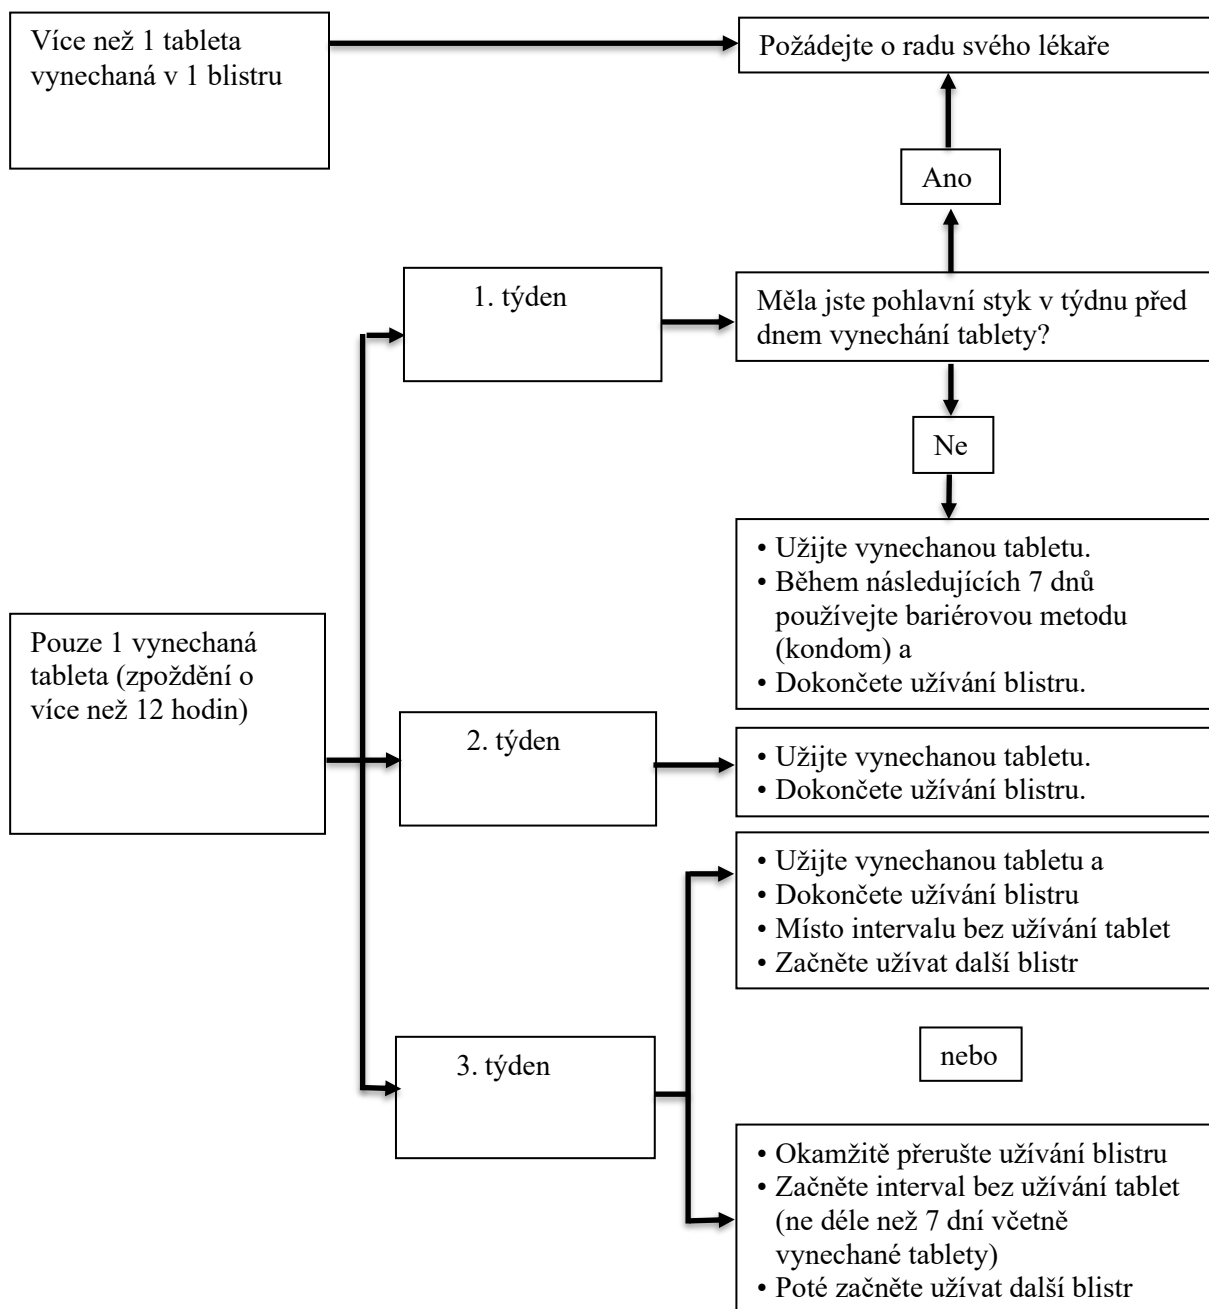 Více než 1 tableta
vynechaná v 1 blistru
Požádejte o radu svého lékaře
Ano
1. týden
Měla jste pohlavní styk v týdnu před
dnem vynechání tablety?
Ne
• Užijte vynechanou tabletu.
• Během následujících 7 dnů
používejte bariérovou metodu
(kondom) a
• Dokončete užívání blistru.
Pouze 1 vynechaná
tableta (zpoždění o
více než 12 hodin)
2. týden
• Užijte vynechanou tabletu.
• Dokončete užívání blistru.
• Užijte vynechanou tabletu a
• Dokončete užívání blistru
• Místo intervalu bez užívání tablet
• Začněte užívat další blistr
3. týden
nebo
• Okamžitě přerušte užívání blistru
• Začněte interval bez užívání tablet
(ne déle než 7 dní včetně
vynechané tablety)
• Poté začněte užívat další blistr